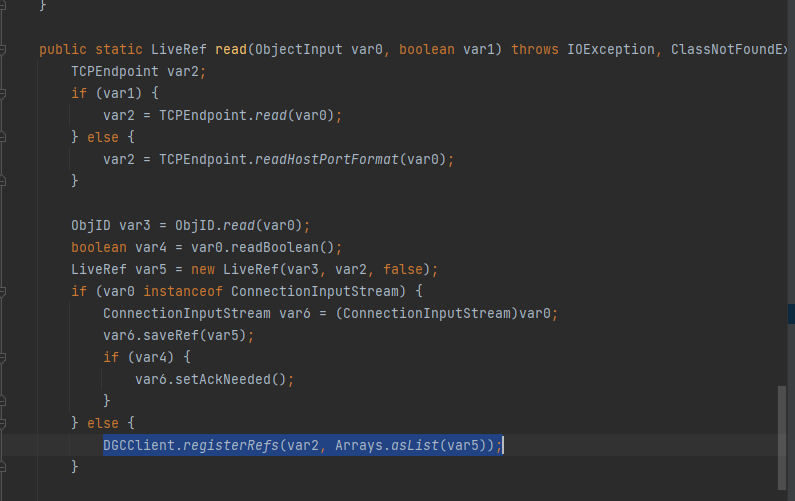 }
public static LiveRef read(ObjectInput var0, boolean var1) throws IOException, ClassNotFoundEx
TCPEndpoint var2;
if (var1) {
var2 = TCPEndpoint.read(var0);
} else {
var2 = TCPEndpoint.readHostPortFormat(var0);
}
ObjID var3 = ObjID.read(var0);
boolean var4 = var0.readBoolean();
LiveRef var5 = new LiveRef(var3, var2, false);
if (var0 instanceof ConnectionInputStream) {
ConnectionInputStream var6 = (ConnectionInputStream)var0;
var6.saveRef(var5);
if (var4) {
var6.setAckNeeded();
}
} else {
DGCClient.registerRefs(var2, Arrays.asList(var5));
}